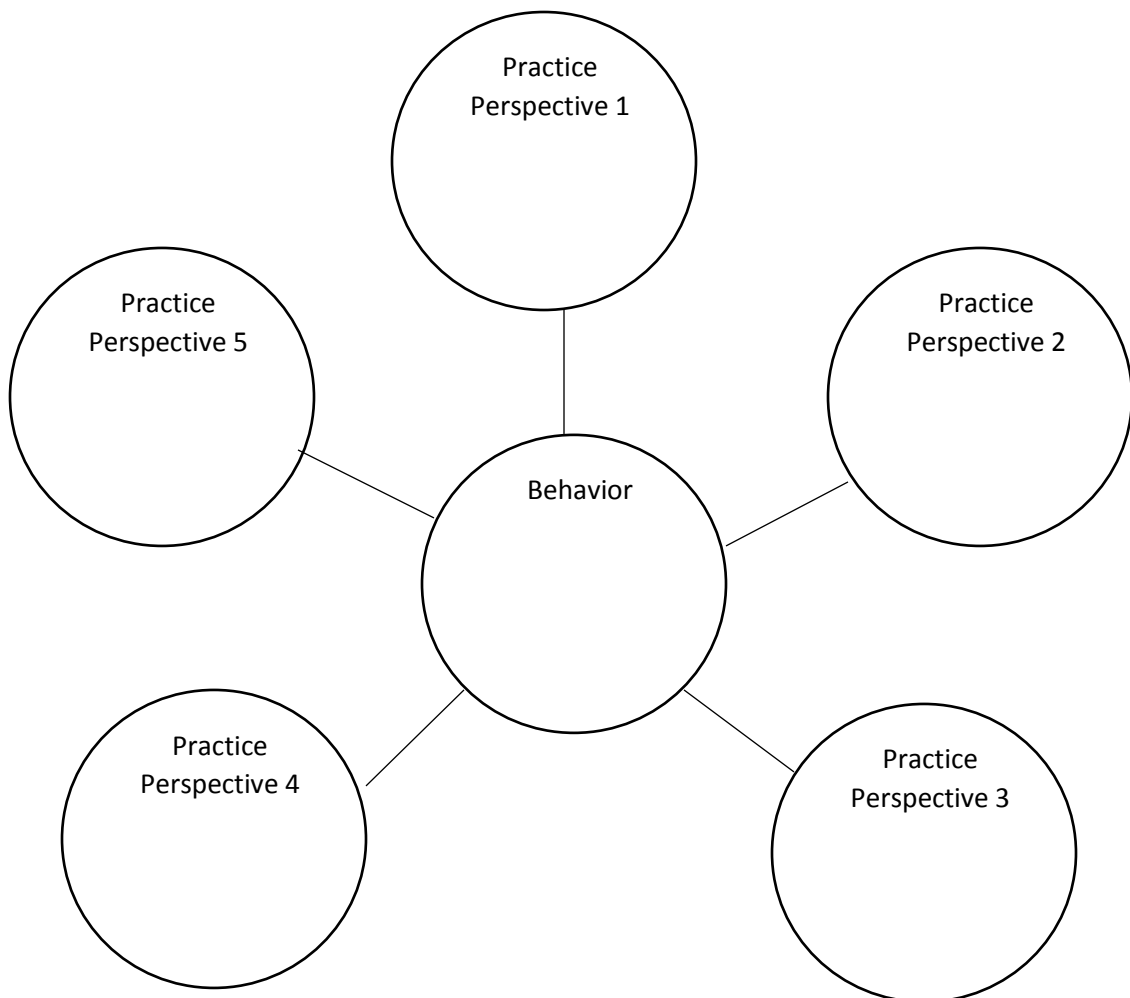 Practice
Perspective 1
Practice
Perspective 5
Practice
Perspective 2
Behavior
Practice
Perspective 4
Practice
Perspective 3